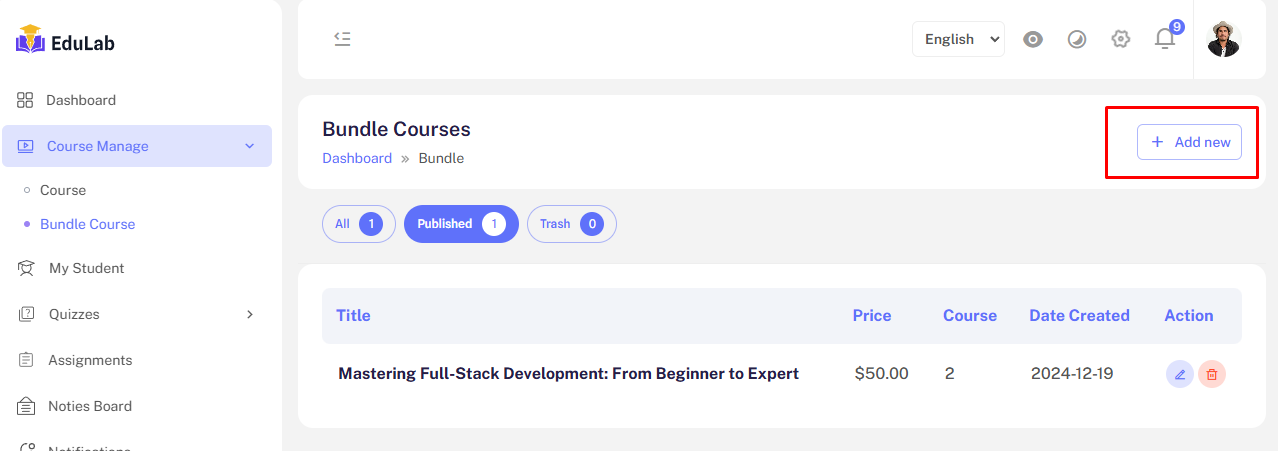 EduLab
English
9
Dashboard
Course Manage
Course
Bundle Course
My Student
Quizzes
Assignments
Noties Board
Notifications
Bundle Courses
Dashboard » Bundle
+ Add new
All 1
Published 1
Trash 0
Title Price Course Date Created Action
Mastering Full-Stack Development: From Beginner to Expert $50.00 2 2024-12-19